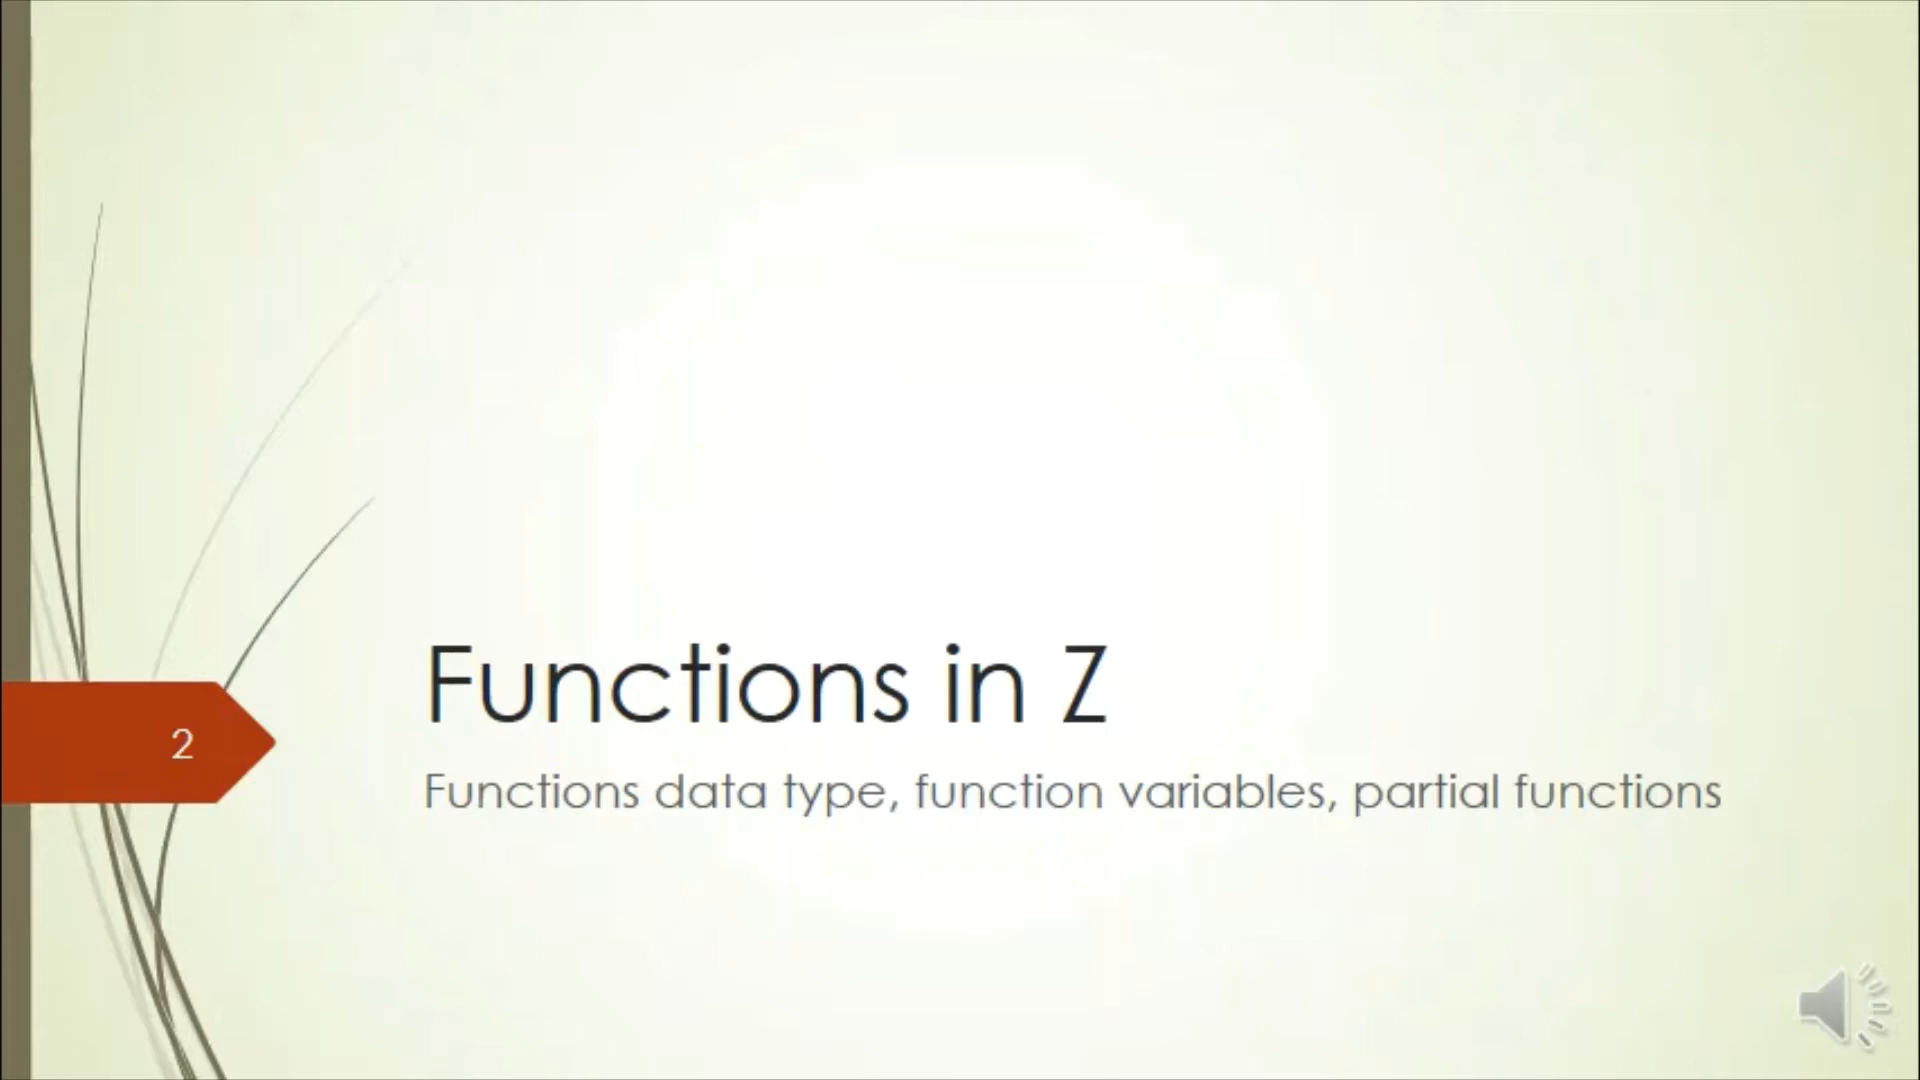 Functions in Z
2
Functions data type, function variables, partial functions